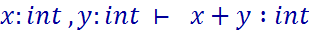 x: int , y: int ⊢ x + y : int